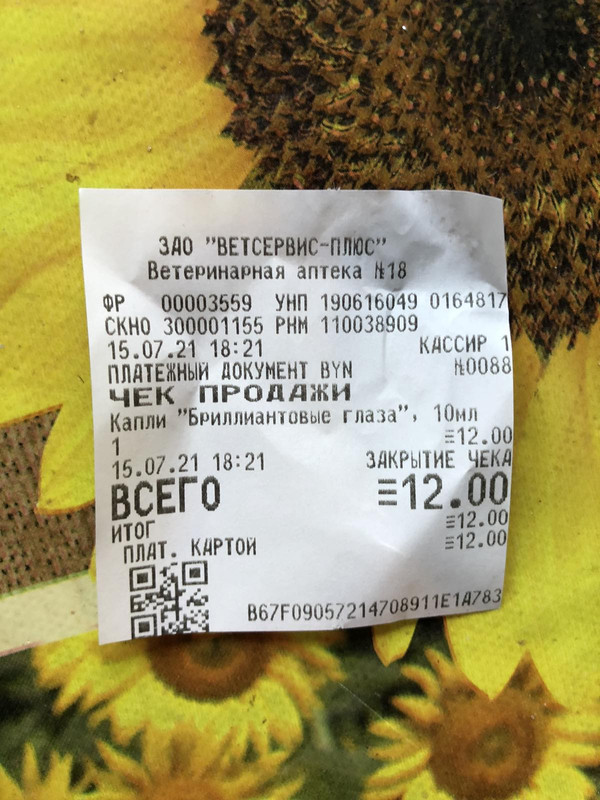 ЗАО "ВЕТСЕРВИС-ПЛЮС"
Ветеринарная аптека №18
ФР 00003559 УНП 190616049 0164817
СКНО 300001155 РНМ 110038909
15.07.21 18:21 КАССИР 1
ПЛАТЕЖНЫЙ ДОКУМЕНТ BYN №0088
ЧЕК ПРОДАЖИ
Капли "Бриллиантовые глаза", 10мл
1 ≡12.00
15.07.21 18:21 ЗАКРЫТИЕ ЧЕКА
ВСЕГО ≡12.00
ИТОГ ≡12.00
ПЛАТ. КАРТОЙ ≡12.00
B67F09057214708911E1A783